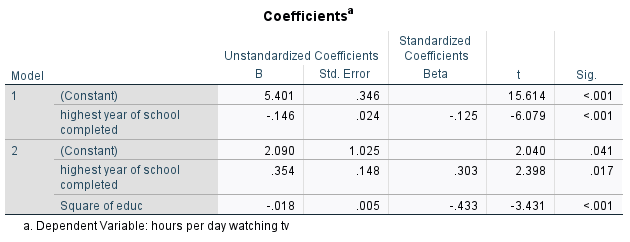 Coefficientsa
Unstandardized Coefficients Standardized Coefficients
Model B Std. Error Beta t Sig.
1 (Constant) 5.401 .346 15.614 <.001
highest year of school completed -.146 .024 -.125 -6.079 <.001
2 (Constant) 2.090 1.025 2.040 .041
highest year of school completed .354 .148 .303 2.398 .017
Square of educ -.018 .005 -.433 -3.431 <.001
a. Dependent Variable: hours per day watching tv